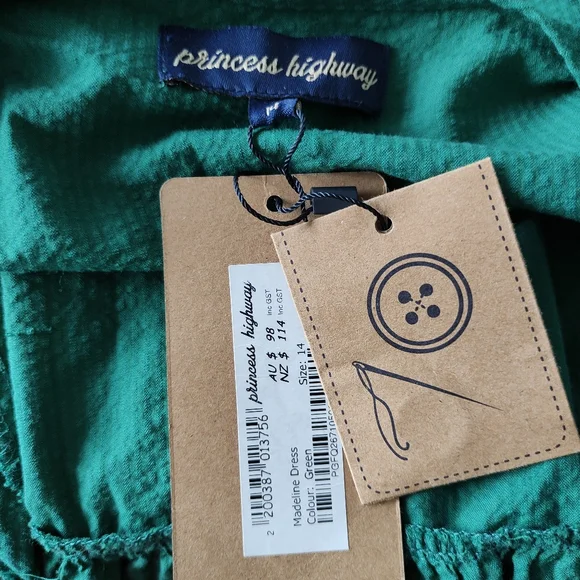 princess highway
princess highway
AU $ 98 Inc GST
NZ $ 114 Inc GST
Size: 14
2 200387 013756
Madeline Dress
Colour: Green